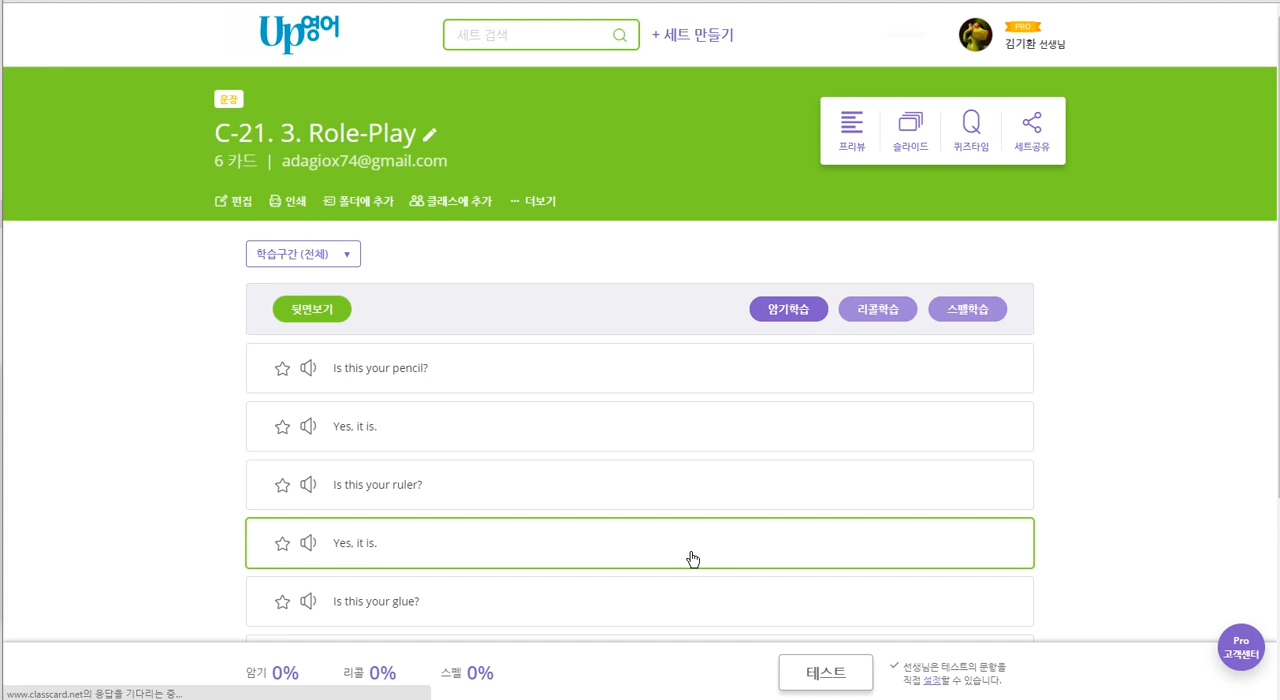 Up영어
세트 검색
+ 세트 만들기
PRO
김기환 선생님
문장
C-21. 3. Role-Play
6 카드 | adagiox74@gmail.com
프리뷰
슬라이드
퀴즈타임
세트공유
편집
인쇄
폴더에 추가
클래스에 추가
··· 더보기
학습구간 (전체) ▼
뒷면보기
암기학습
리콜학습
스펠학습
Is this your pencil?
Yes, it is.
Is this your ruler?
Yes, it is.
Is this your glue?
Pro
고객센터
암기 0%
리콜 0%
스펠 0%
테스트
선생님은 테스트의 문항을
직접 설정할 수 있습니다.
www.classcard.net의 응답을 기다리는 중...